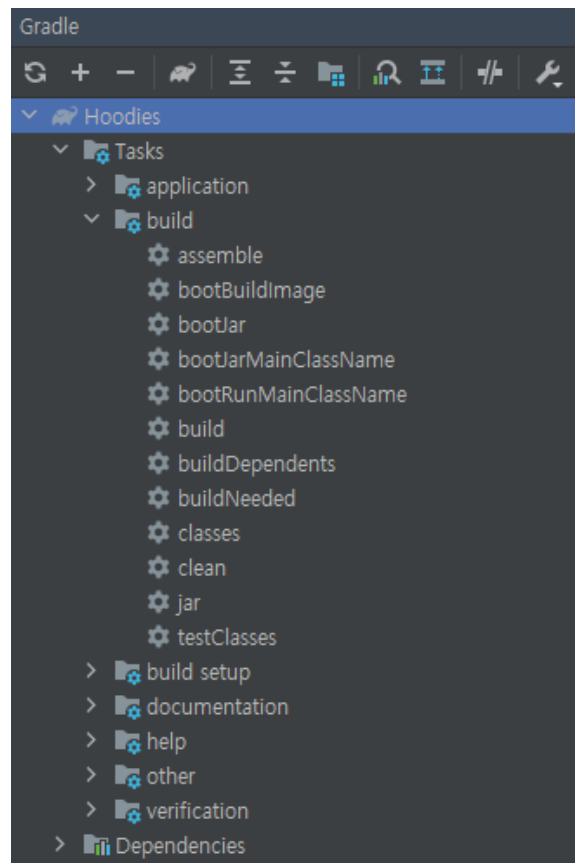 Gradle
Hoodies
Tasks
application
build
assemble
bootBuildImage
bootJar
bootJarMainClassName
bootRunMainClassName
build
buildDependents
buildNeeded
classes
clean
jar
testClasses
build setup
documentation
help
other
verification
Dependencies